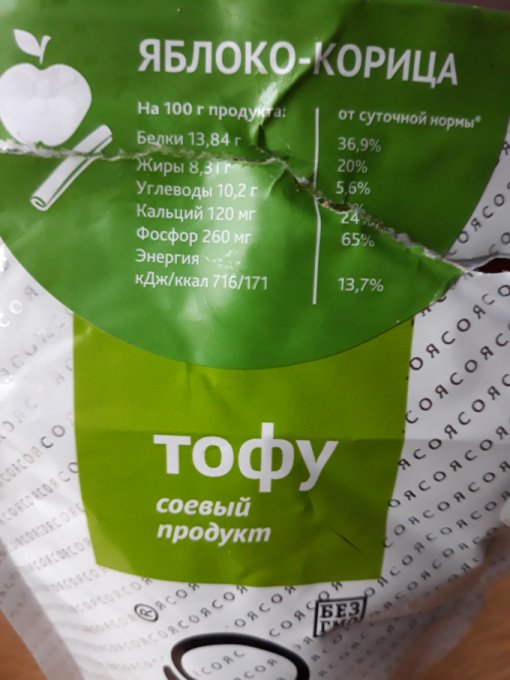 ЯБЛОКО-КОРИЦА
На 100 г продукта: от суточной нормы*
Белки 13,84 г 36,9%
Жиры 8,31 г 20%
Углеводы 10,2 г 5,6%
Кальций 120 мг 24%
Фосфор 260 мг 65%
Энергия
кДж/ккал 716/171 13,7%
тофу
соевый
продукт
®
БЕЗ
ГМО
СОЯСОЯСОЯ